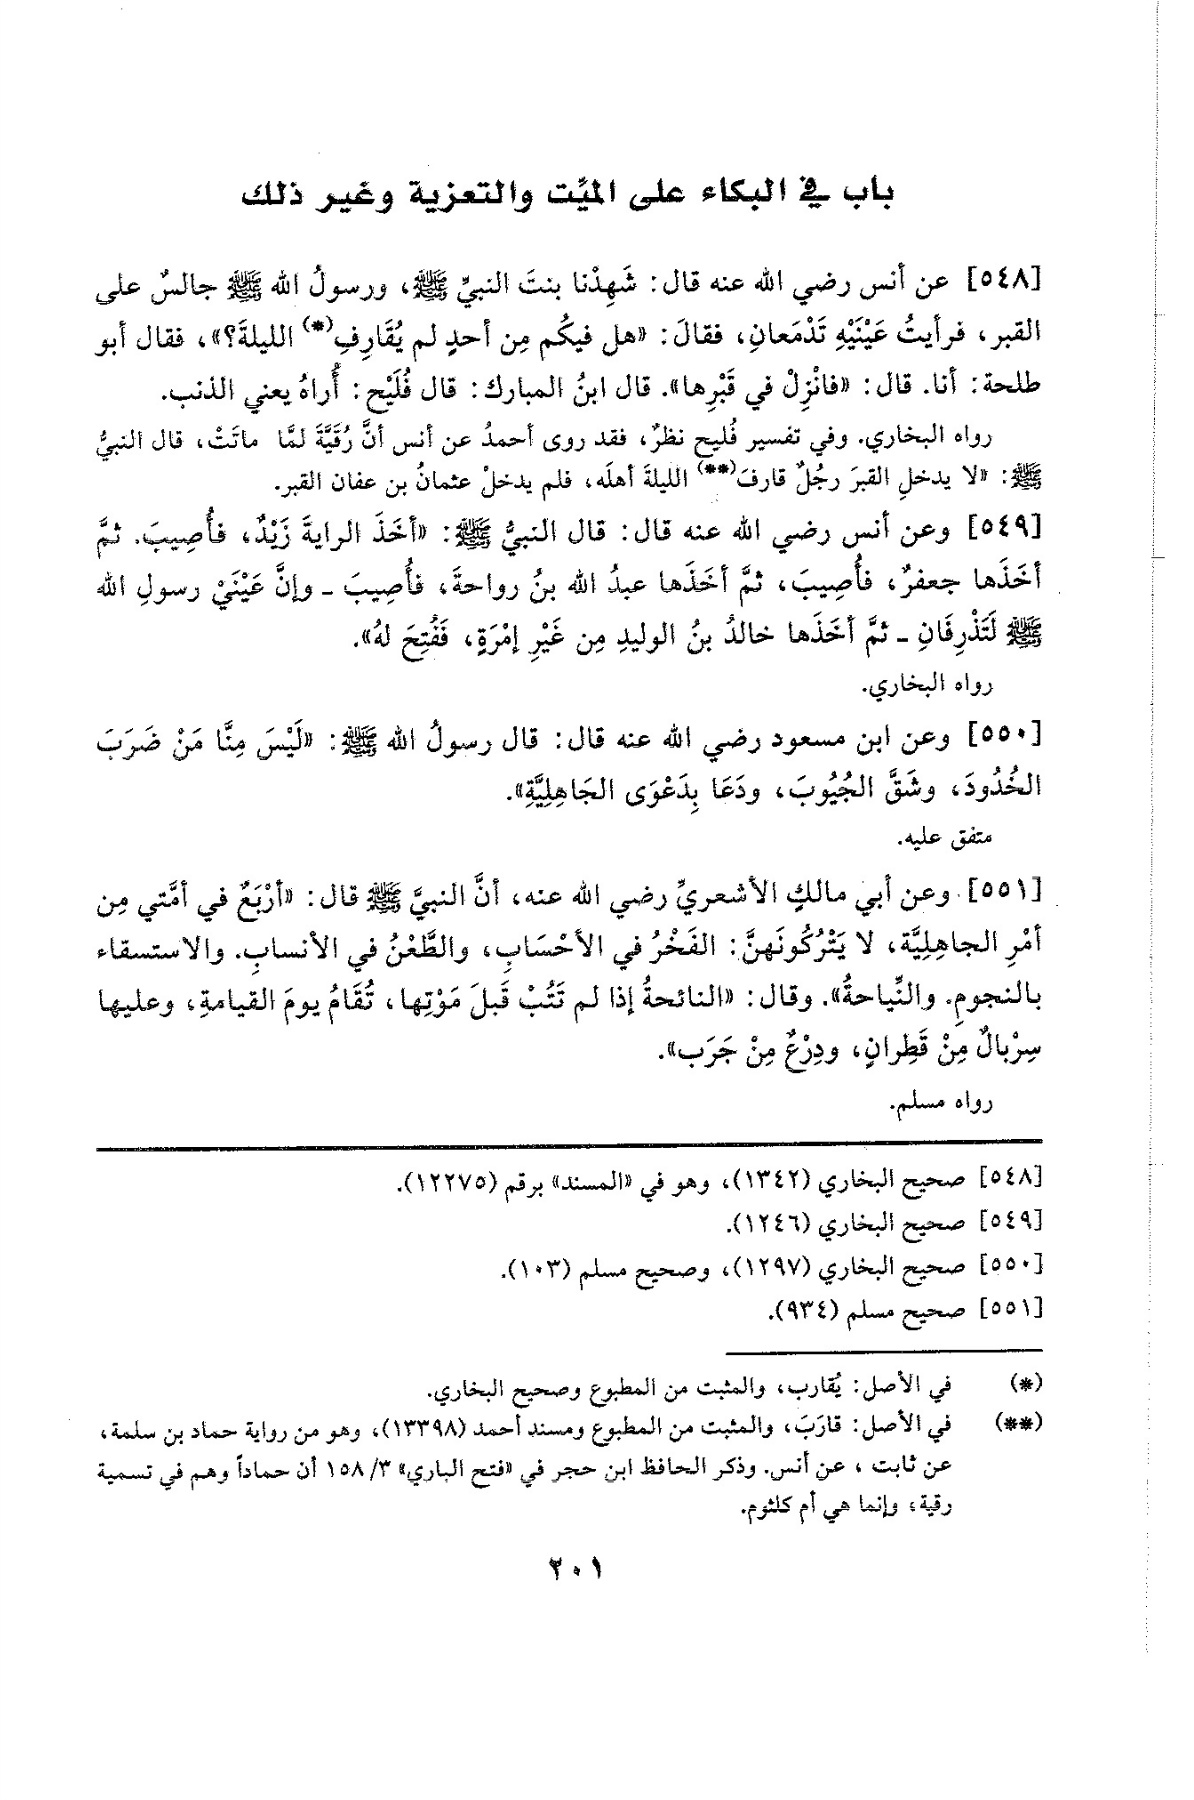 باب في البكاء على الميِّت والتعزية وغير ذلك
[٥٤٨] عن أنس رضي الله عنه قال: شَهِدْنا بنتَ النبيِّ ﷺ، ورسولُ الله ﷺ جالسٌ على
القبر، فرأيتُ عَيْنَيْهِ تَدْمَعانِ، فقالَ: «هل فيكُم مِن أحدٍ لم يُقَارِفِ(*) الليلةَ؟»، فقال أبو
طلحة: أنا. قال: «فانْزِلْ في قَبْرِها». قال ابنُ المبارك: قال فُلَيْح: أُراهُ يعني الذنب.
رواه البخاري. وفي تفسير فُليح نظرٌ، فقد روى أحمدُ عن أنس أنَّ رُقَيَّةَ لمَّا ماتَتْ، قال النبيُّ
ﷺ: «لا يدخلِ القبرَ رجُلٌ قارفَ(**) الليلةَ أهلَه، فلم يدخلْ عثمانُ بن عفان القبر.
[٥٤٩] وعن أنس رضي الله عنه قال: قال النبيُّ ﷺ: «أخَذَ الرايةَ زَيْدٌ، فأُصِيبَ. ثمَّ
أخَذَها جعفرٌ، فأُصِيبَ، ثمَّ أخَذَها عبدُ الله بنُ رواحةَ، فأُصِيبَ ـ وإنَّ عَيْنَيْ رسولِ الله
ﷺ لَتَذْرِفَانِ ـ ثمَّ أخَذَها خالدُ بنُ الوليدِ مِن غَيْرِ إمْرَةٍ، فَفُتِحَ لهُ».
رواه البخاري.
[٥٥٠] وعن ابن مسعود رضي الله عنه قال: قال رسولُ الله ﷺ: «لَيْسَ مِنَّا مَنْ ضَرَبَ
الخُدُودَ، وشَقَّ الجُيُوبَ، ودَعَا بِدَعْوَى الجَاهِلِيَّةِ».
متفق عليه.
[٥٥١] وعن أبي مالكٍ الأشعريِّ رضي الله عنه، أنَّ النبيَّ ﷺ قال: «أرْبَعٌ في أمَّتي مِن
أمْرِ الجاهِلِيَّة، لا يَتْرُكُونَهنَّ: الفَخْرُ في الأحْسَابِ، والطَّعْنُ في الأنسابِ. والاستسقاء
بالنجومِ. والنِّياحةُ». وقال: «النائحةُ إذا لم تَتُبْ قَبلَ مَوْتِها، تُقَامُ يومَ القيامةِ، وعليها
سِرْبالٌ مِنْ قَطِرانٍ، ودِرْعٌ مِنْ جَرَب».
رواه مسلم.
[٥٤٨] صحيح البخاري (١٣٤٢)، وهو في «المسند» برقم (١٢٢٧٥).
[٥٤٩] صحيح البخاري (١٢٤٦).
[٥٥٠] صحيح البخاري (١٢٩٧)، وصحيح مسلم (١٠٣).
[٥٥١] صحيح مسلم (٩٣٤).
(*) في الأصل: يُقارب، والمثبت من المطبوع وصحيح البخاري.
(**) في الأصل: قارَبَ، والمثبت من المطبوع ومسند أحمد (١٣٣٩٨)، وهو من رواية حماد بن سلمة،
عن ثابت ، عن أنس. وذكر الحافظ ابن حجر في «فتح الباري» ٣/ ١٥٨ أن حماداً وهم في تسمية
رقية، وإنما هي أم كلثوم.
٢٠١